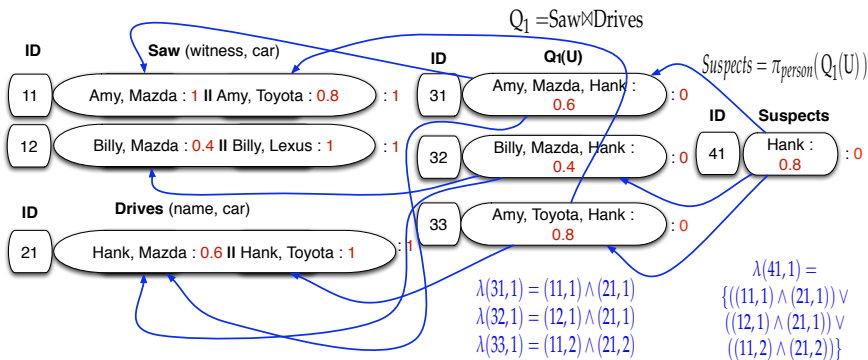 Q1 =Saw⋈Drives
ID Saw (witness, car) ID Q1(U)
Suspects = πperson(Q1(U))
11 Amy, Mazda : 1 II Amy, Toyota : 0.8 : 1
31 Amy, Mazda, Hank : 0.6 : 0
ID Suspects
12 Billy, Mazda : 0.4 II Billy, Lexus : 1 : 1
32 Billy, Mazda, Hank : 0.4 : 0
41 Hank : 0.8 : 0
ID Drives (name, car)
33 Amy, Toyota, Hank : 0.8 : 0
21 Hank, Mazda : 0.6 II Hank, Toyota : 1 : 1
λ(31,1) = (11,1) ∧ (21,1)
λ(32,1) = (12,1) ∧ (21,1)
λ(33,1) = (11,2) ∧ (21,2)
λ(41,1) =
{((11,1) ∧ (21,1)) ∨
((12,1) ∧ (21,1)) ∨
((11,2) ∧ (21,2))}